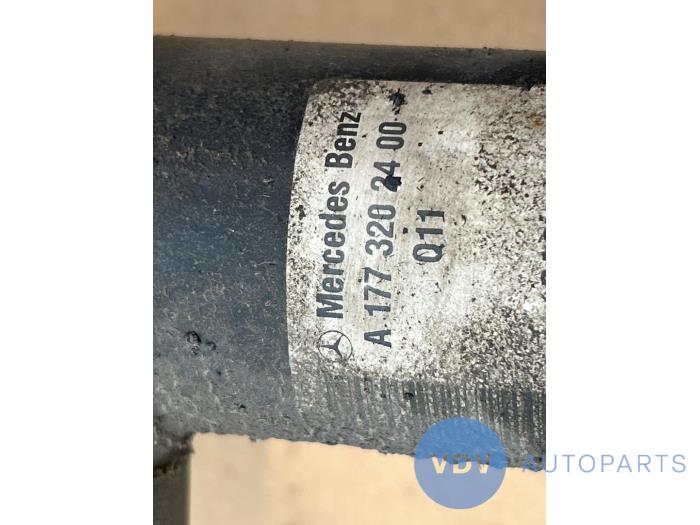 Mercedes Benz
A 177 320 24 00
Q11
VDV AUTOPARTS